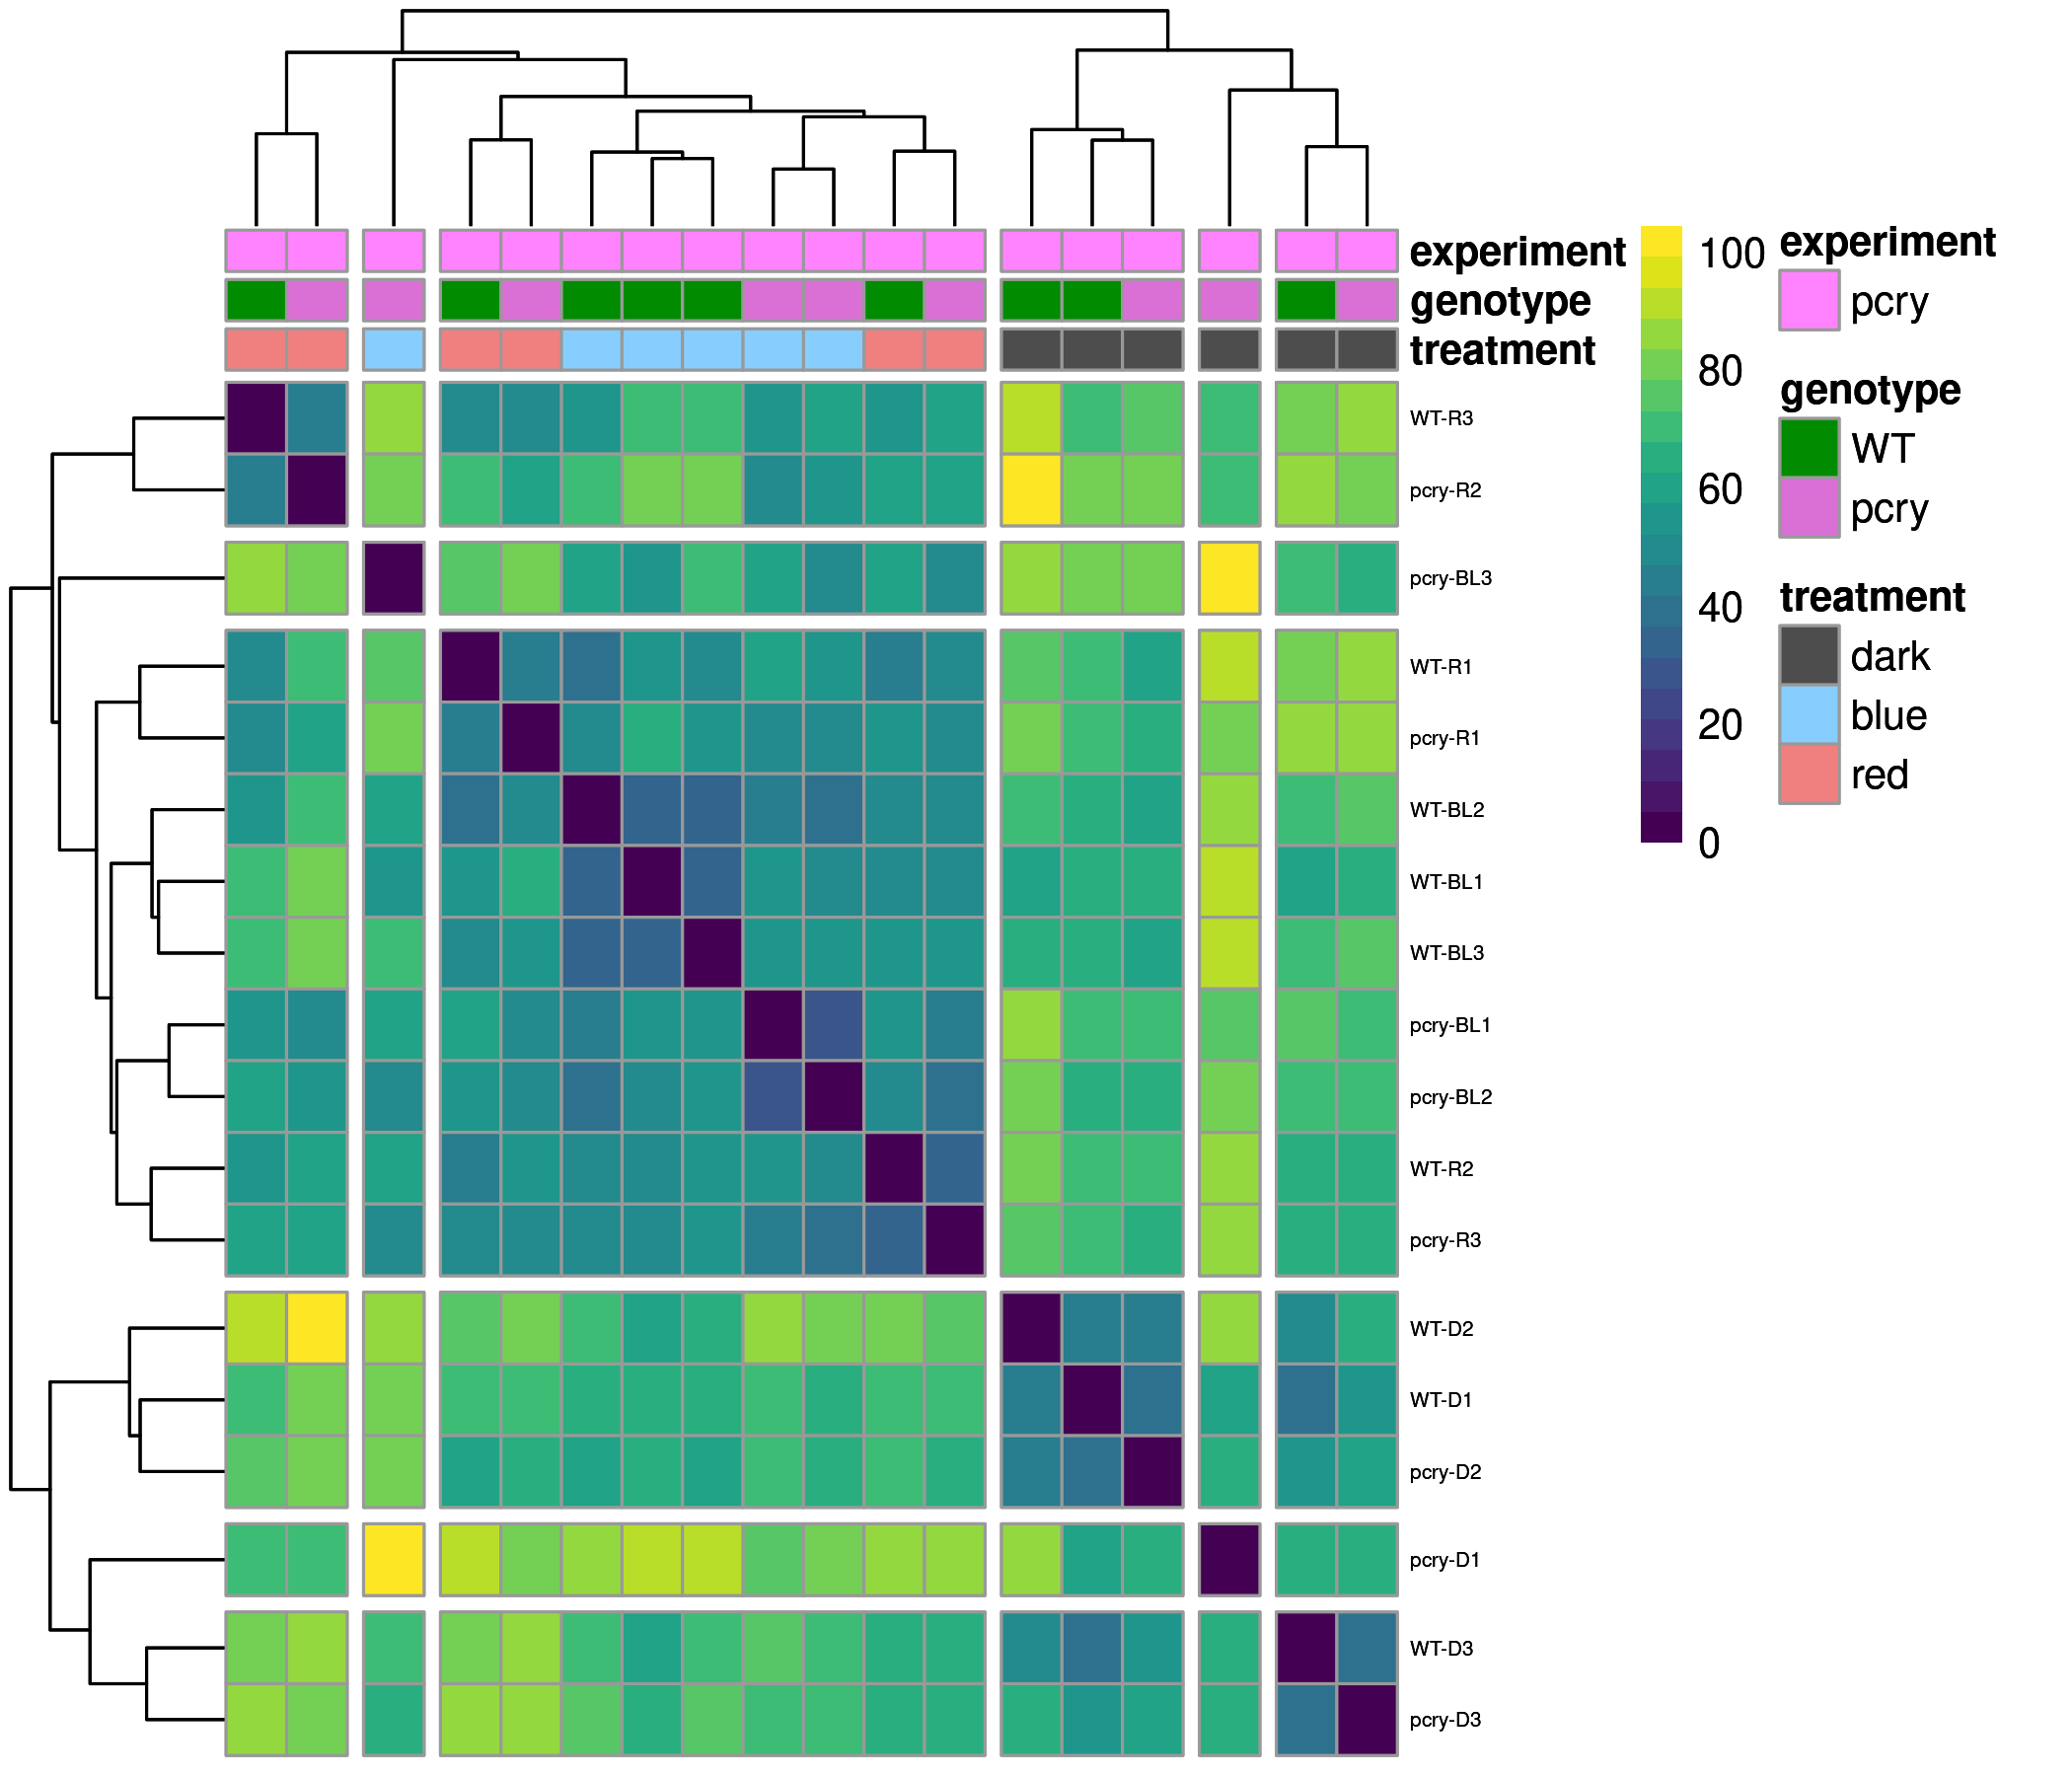 experiment
genotype
treatment
WT-R3
pcry-R2
pcry-BL3
WT-R1
pcry-R1
WT-BL2
WT-BL1
WT-BL3
pcry-BL1
pcry-BL2
WT-R2
pcry-R3
WT-D2
WT-D1
pcry-D2
pcry-D1
WT-D3
pcry-D3
100
80
60
40
20
0
experiment
pcry
genotype
WT
pcry
treatment
dark
blue
red